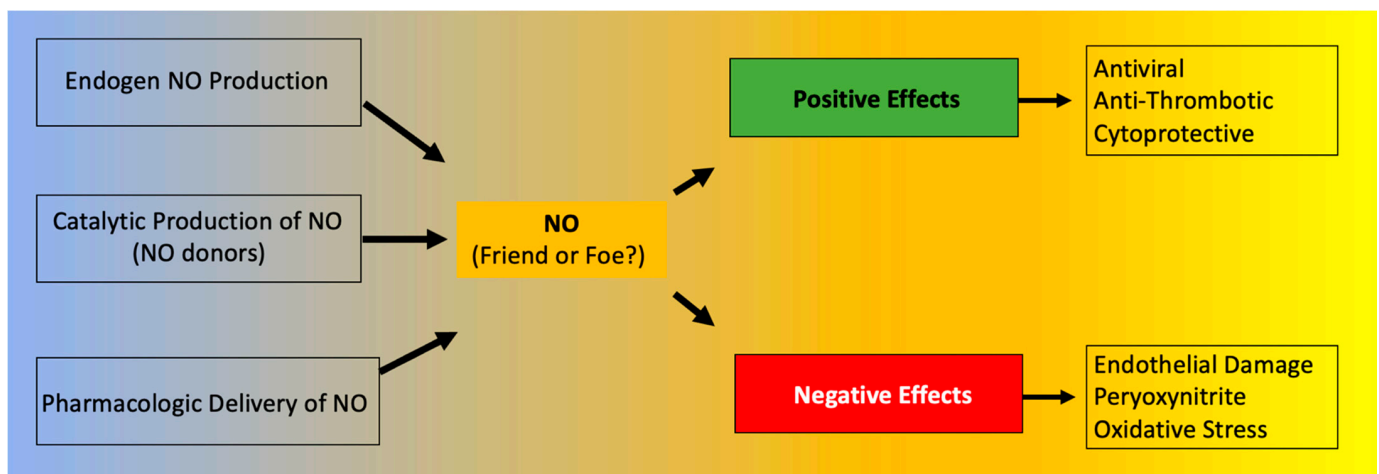 Endogen NO Production
Catalytic Production of NO
(NO donors)
Pharmacologic Delivery of NO
NO
(Friend or Foe?)
Positive Effects
Antiviral
Anti-Thrombotic
Cytoprotective
Negative Effects
Endothelial Damage
Peryoxynitrite
Oxidative Stress